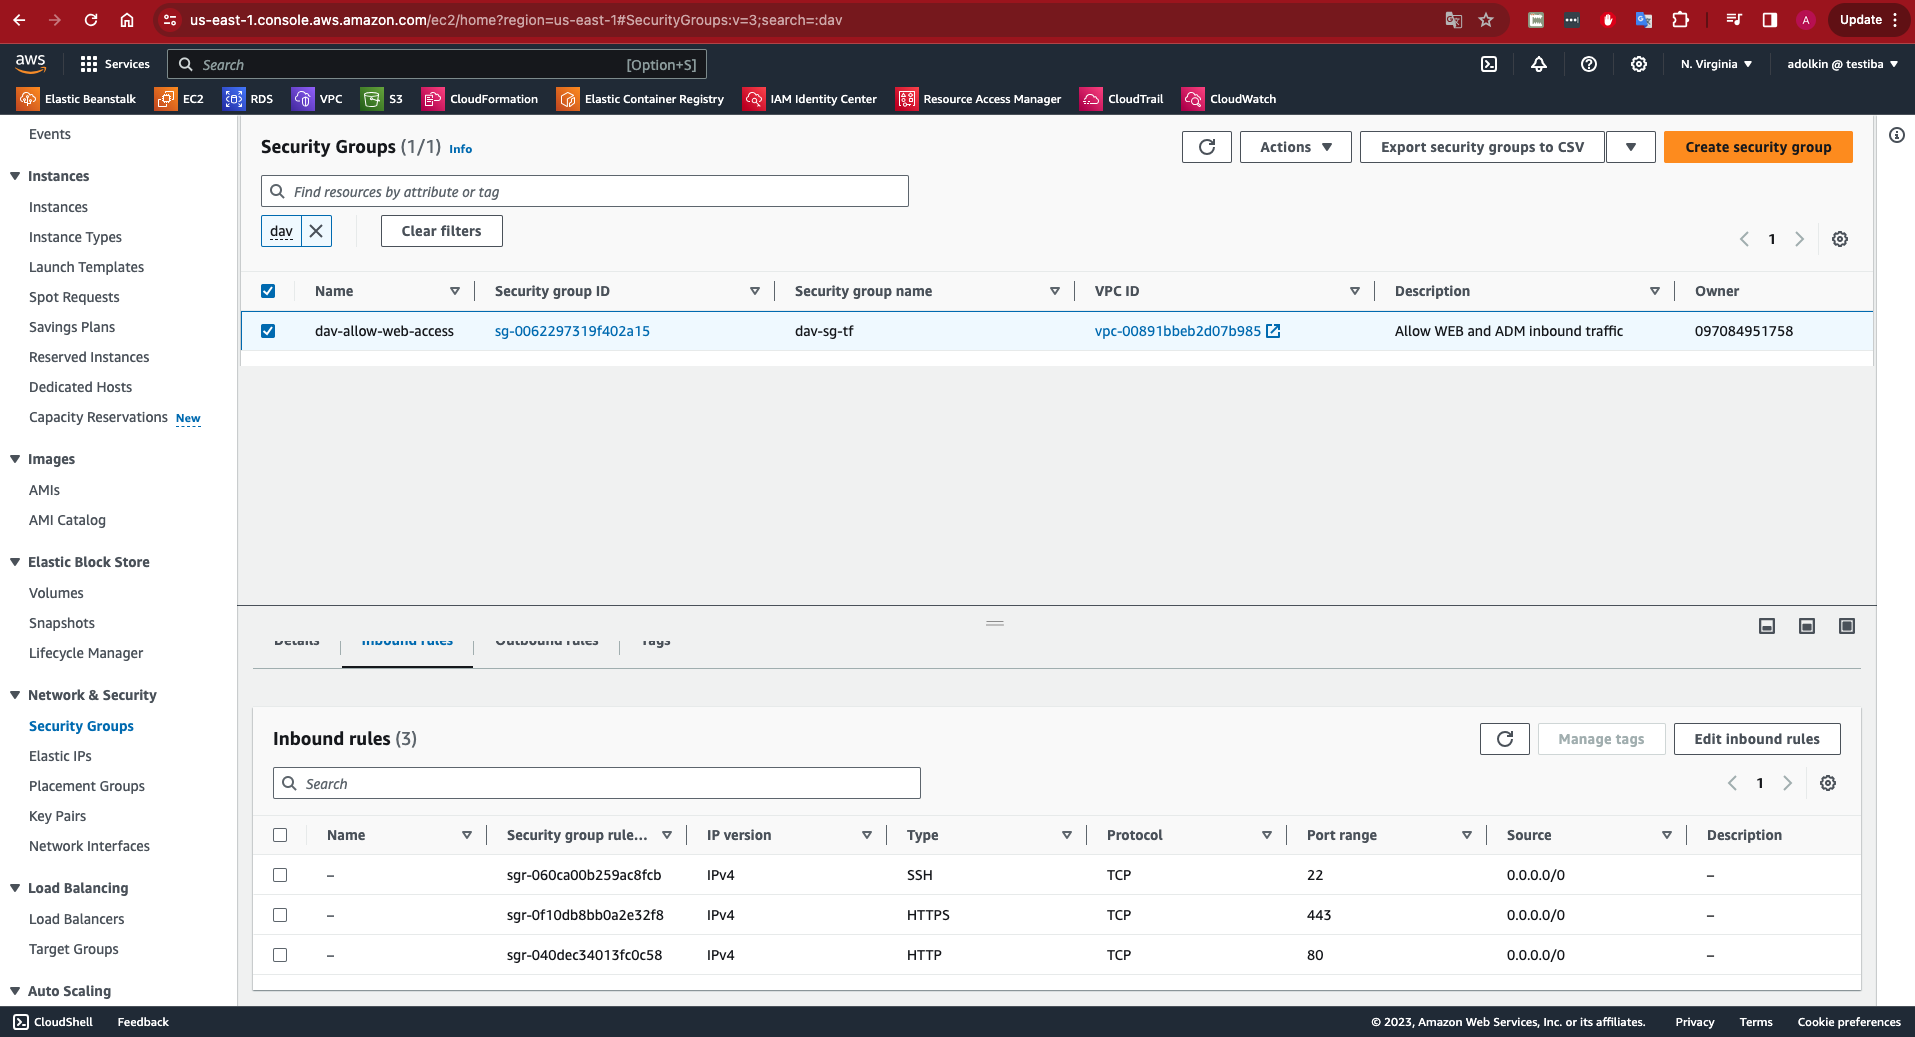 us-east-1.console.aws.amazon.com/ec2/home?region=us-east-1#SecurityGroups:v=3;search=:dav
A
Update
aws
Services
Search
[Option+S]
N. Virginia
adolkin @ testiba
Elastic Beanstalk
EC2
RDS
VPC
S3
CloudFormation
Elastic Container Registry
IAM Identity Center
Resource Access Manager
CloudTrail
CloudWatch
Events
Instances
Instances
Instance Types
Launch Templates
Spot Requests
Savings Plans
Reserved Instances
Dedicated Hosts
Capacity Reservations New
Images
AMIs
AMI Catalog
Elastic Block Store
Volumes
Snapshots
Lifecycle Manager
Network & Security
Security Groups
Elastic IPs
Placement Groups
Key Pairs
Network Interfaces
Load Balancing
Load Balancers
Target Groups
Auto Scaling
Security Groups (1/1) Info
Actions
Export security groups to CSV
Create security group
Find resources by attribute or tag
dav
Clear filters
1
Name Security group ID Security group name VPC ID Description Owner
dav-allow-web-access sg-0062297319f402a15 dav-sg-tf vpc-00891bbeb2d07b985 Allow WEB and ADM inbound traffic 097084951758
Details Inbound rules Outbound rules Tags
Inbound rules (3)
Manage tags
Edit inbound rules
Search
1
Name Security group rule... IP version Type Protocol Port range Source Description
– sgr-060ca00b259ac8fcb IPv4 SSH TCP 22 0.0.0.0/0 –
– sgr-0f10db8bb0a2e32f8 IPv4 HTTPS TCP 443 0.0.0.0/0 –
– sgr-040dec34013fc0c58 IPv4 HTTP TCP 80 0.0.0.0/0 –
CloudShell
Feedback
© 2023, Amazon Web Services, Inc. or its affiliates.
Privacy
Terms
Cookie preferences